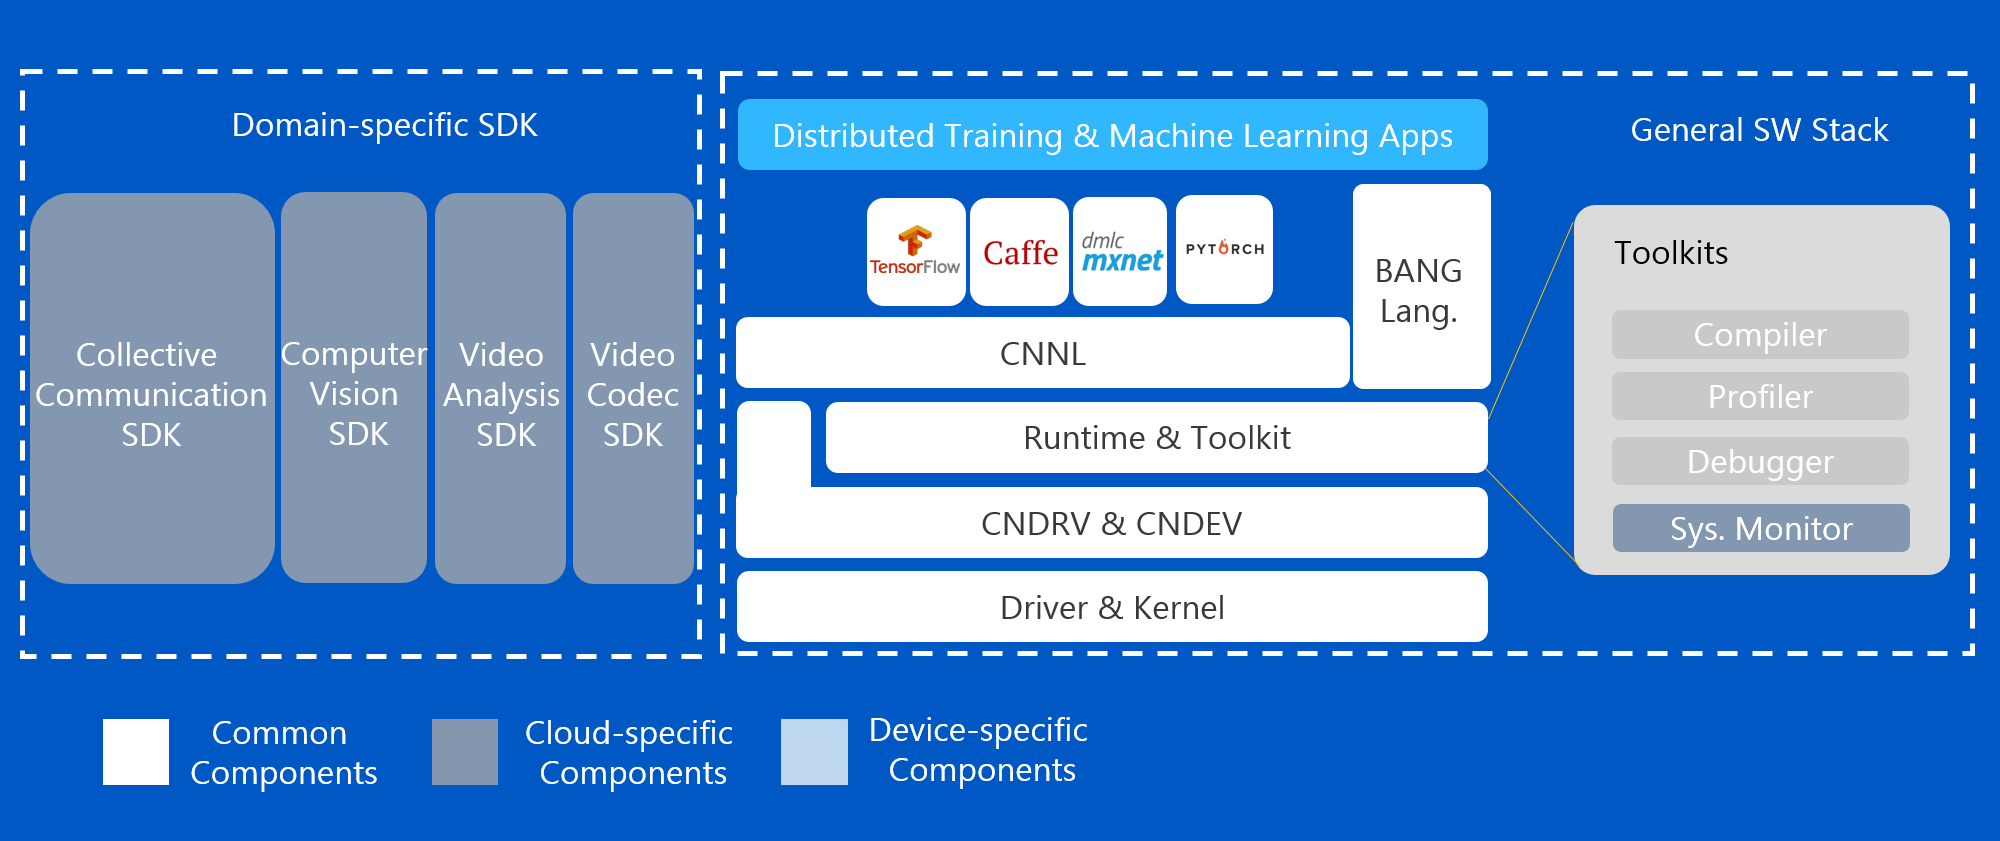 Domain-specific SDK
Collective
Communication
SDK
Computer
Vision
SDK
Video
Analysis
SDK
Video
Codec
SDK
Distributed Training & Machine Learning Apps
General SW Stack
TensorFlow
Caffe
dmlc
mxnet
PYTORCH
BANG
Lang.
CNNL
Runtime & Toolkit
CNDRV & CNDEV
Driver & Kernel
Toolkits
Compiler
Profiler
Debugger
Sys. Monitor
Common
Components
Cloud-specific
Components
Device-specific
Components